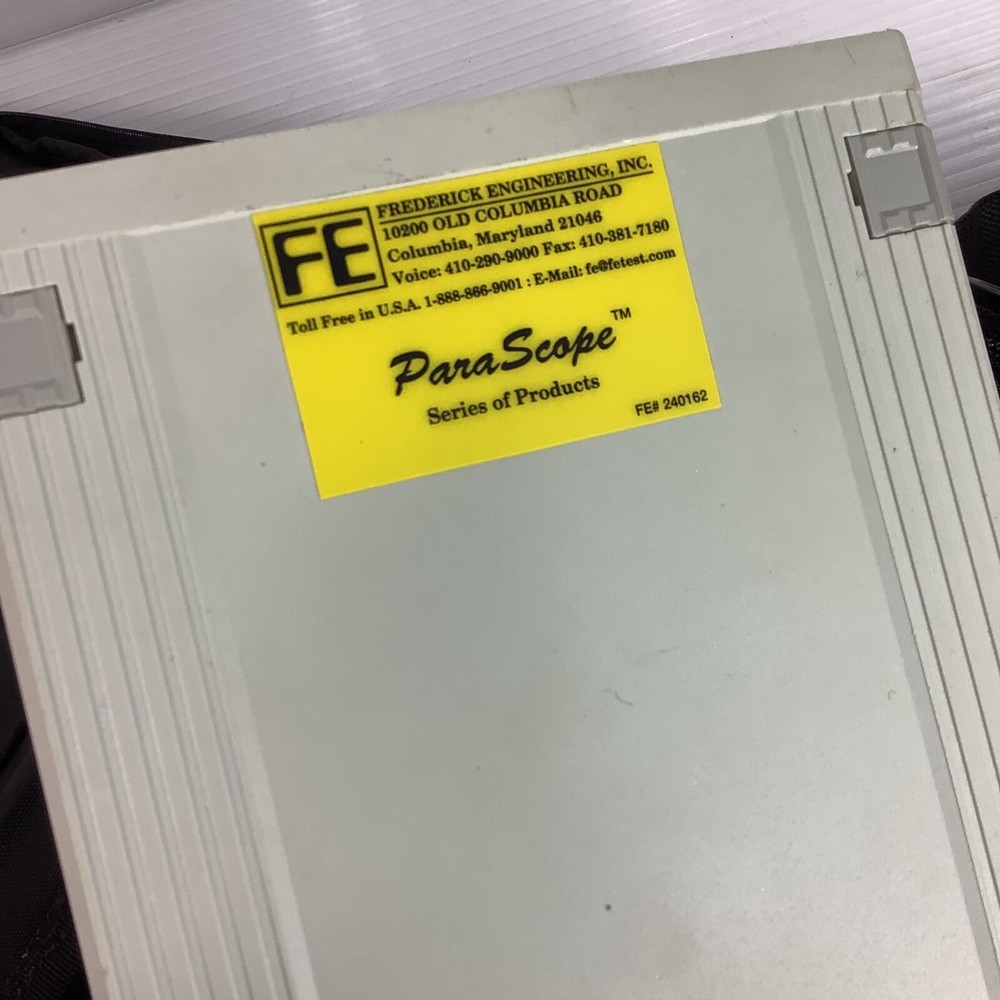 FE
FREDERICK ENGINEERING, INC.
10200 OLD COLUMBIA ROAD
Columbia, Maryland 21046
Voice: 410-290-9000 Fax: 410-381-7180
Toll Free in U.S.A. 1-888-866-9001 : E-Mail: fe@fetest.com
ParaScope™
Series of Products
FE# 240162